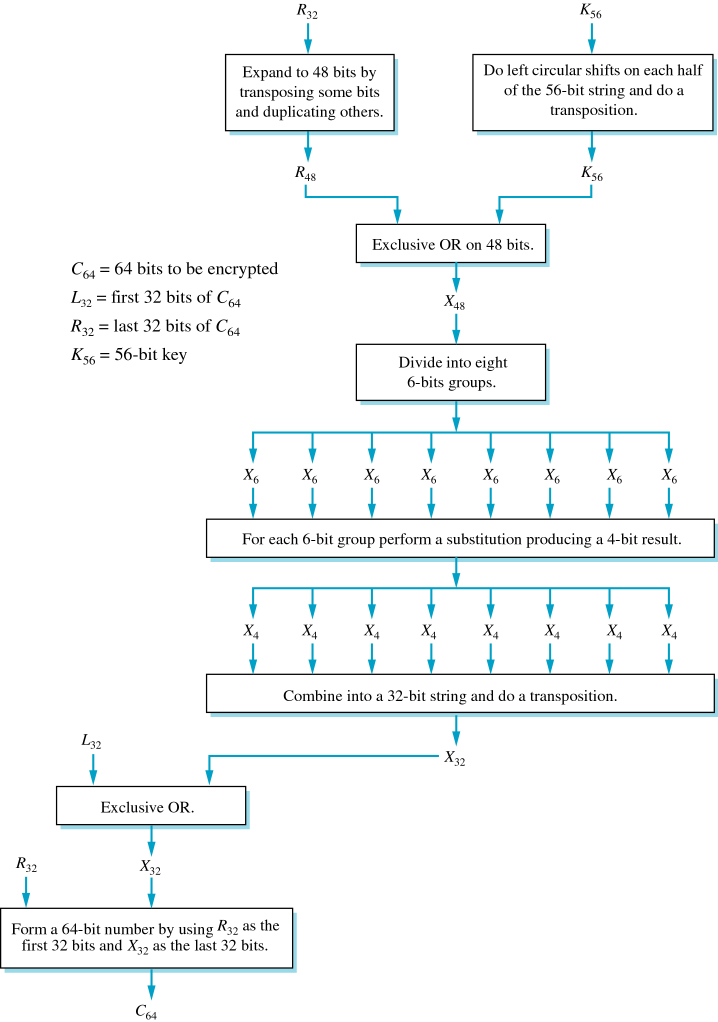 R32
K56
Expand to 48 bits by
transposing some bits
and duplicating others.
Do left circular shifts on each half
of the 56-bit string and do a
transposition.
R48
K56
Exclusive OR on 48 bits.
C64 = 64 bits to be encrypted
L32 = first 32 bits of C64
R32 = last 32 bits of C64
K56 = 56-bit key
X48
Divide into eight
6-bits groups.
X6 X6 X6 X6 X6 X6 X6 X6
For each 6-bit group perform a substitution producing a 4-bit result.
X4 X4 X4 X4 X4 X4 X4 X4
Combine into a 32-bit string and do a transposition.
L32
X32
Exclusive OR.
R32
X32
Form a 64-bit number by using R32 as the
first 32 bits and X32 as the last 32 bits.
C64